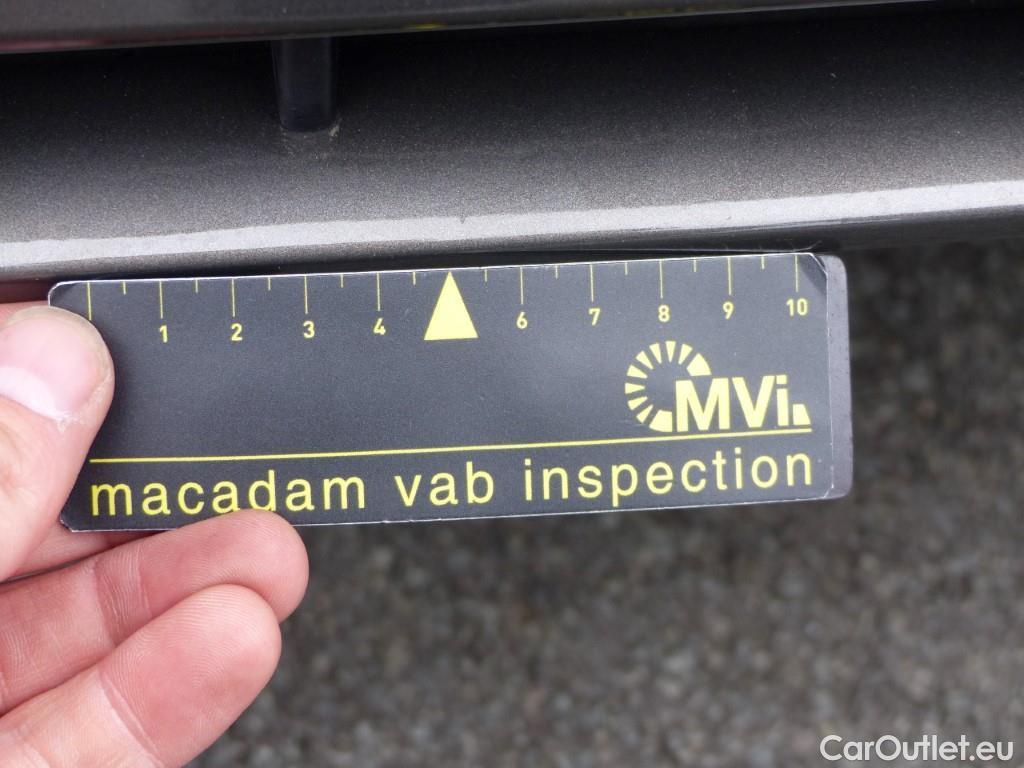 1 2 3 4 6 7 8 9 10
MVi
macadam vab inspection
CarOutlet.eu